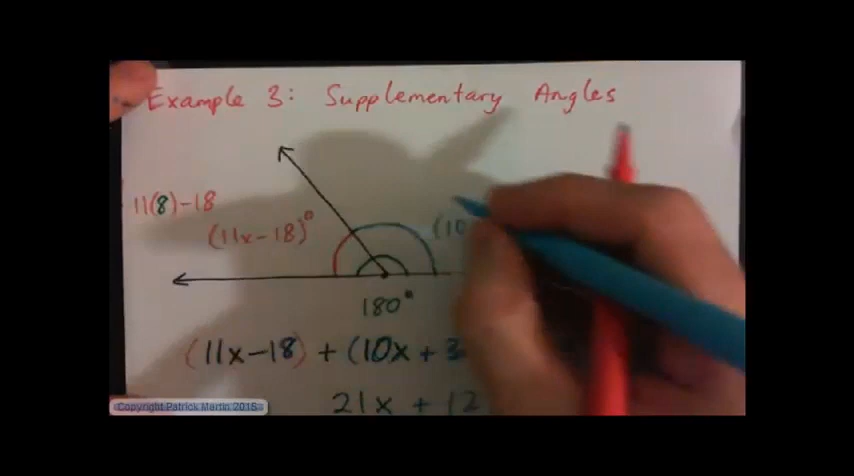 Example 3: Supplementary Angles
11(8)-18
(11x-18)° (10
180°
(11x-18) + (10x + 3
21x + 12
Copyright Patrick Martin 2015